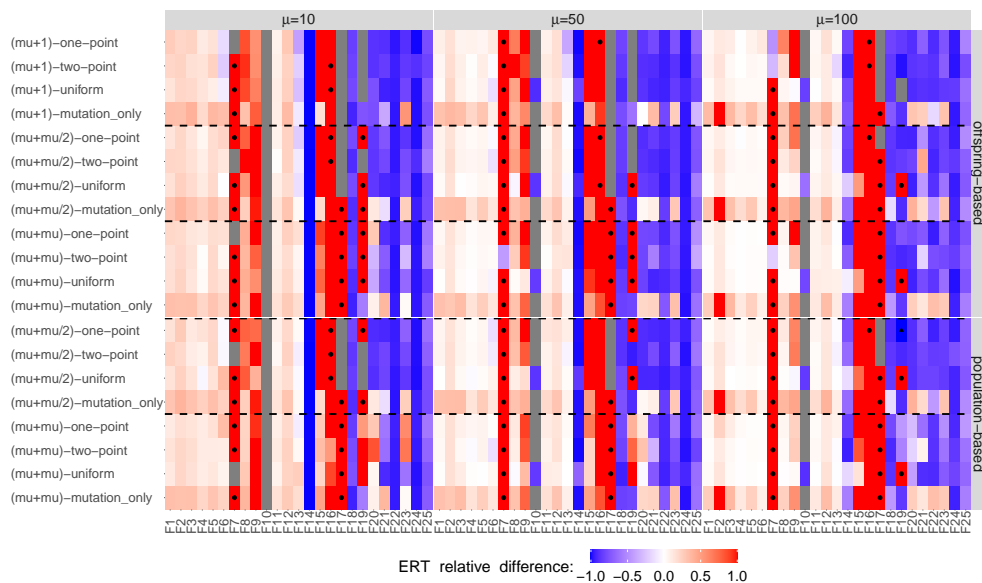 μ=10 μ=50 μ=100
(mu+1)−one−point
(mu+1)−two−point
(mu+1)−uniform
(mu+1)−mutation_only
(mu+mu/2)−one−point
(mu+mu/2)−two−point
(mu+mu/2)−uniform
(mu+mu/2)−mutation_only
(mu+mu)−one−point
(mu+mu)−two−point
(mu+mu)−uniform
(mu+mu)−mutation_only
offspring−based
(mu+mu/2)−one−point
(mu+mu/2)−two−point
(mu+mu/2)−uniform
(mu+mu/2)−mutation_only
(mu+mu)−one−point
(mu+mu)−two−point
(mu+mu)−uniform
(mu+mu)−mutation_only
population−based
F1 F2 F3 F4 F5 F6 F7 F8 F9 F10 F11 F12 F13 F14 F15 F16 F17 F18 F19 F20 F21 F22 F23 F24 F25 F1 F2 F3 F4 F5 F6 F7 F8 F9 F10 F11 F12 F13 F14 F15 F16 F17 F18 F19 F20 F21 F22 F23 F24 F25 F1 F2 F3 F4 F5 F6 F7 F8 F9 F10 F11 F12 F13 F14 F15 F16 F17 F18 F19 F20 F21 F22 F23 F24 F25
ERT relative difference:
−1.0 −0.5 0.0 0.5 1.0